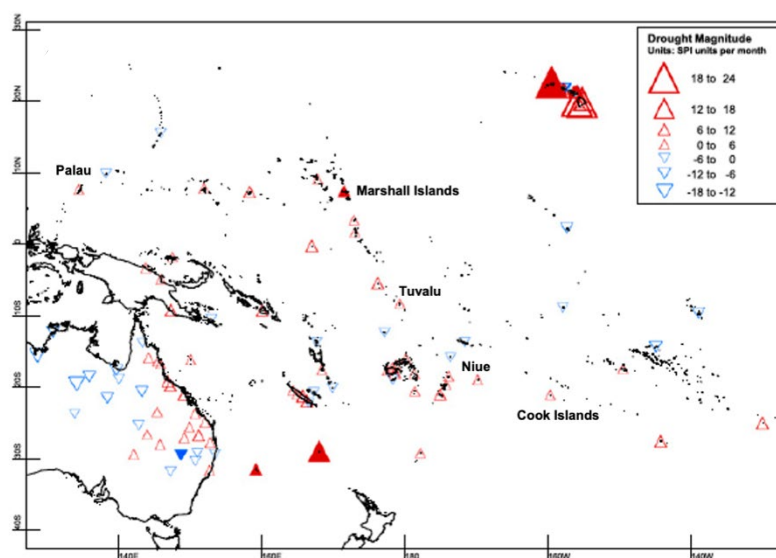 30N
20N
10N
0
10S
20S
30S
40S
140E
160E
180
160W
140W
Drought Magnitude
Units: SPI units per month
18 to 24
12 to 18
6 to 12
0 to 6
-6 to 0
-12 to -6
-18 to -12
Palau
Marshall Islands
Tuvalu
Niue
Cook Islands